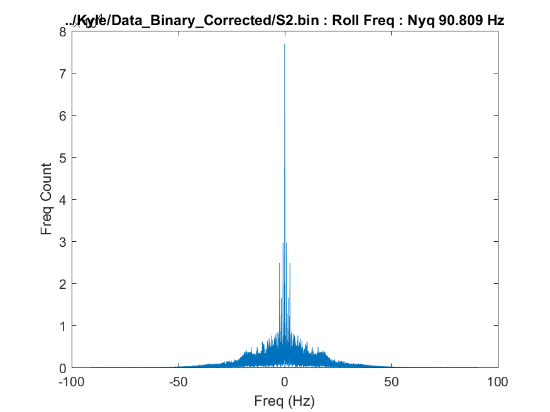 ../Kyle/Data_Binary_Corrected/S2.bin : Roll Freq : Nyq 90.809 Hz
8
7
6
5
4
3
2
1
0
Freq Count
-100 -50 0 50 100
Freq (Hz)